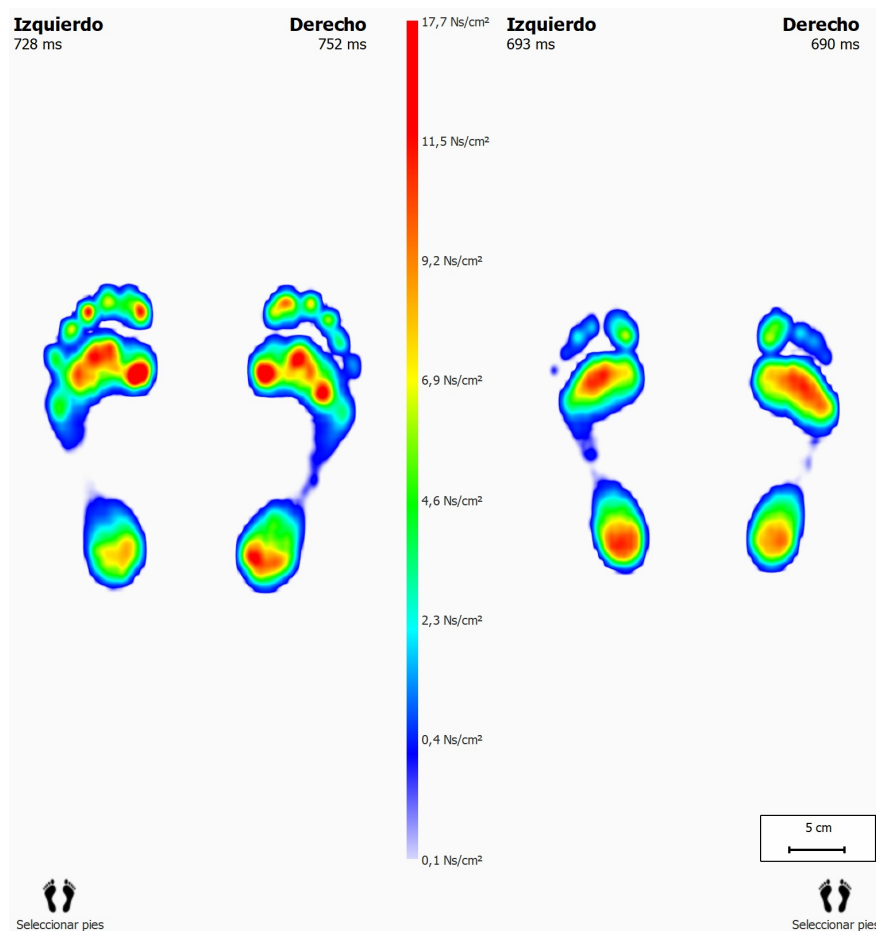 Izquierdo
728 ms
Derecho
752 ms
17,7 Ns/cm²
11,5 Ns/cm²
9,2 Ns/cm²
6,9 Ns/cm²
4,6 Ns/cm²
2,3 Ns/cm²
0,4 Ns/cm²
0,1 Ns/cm²
Izquierdo
693 ms
Derecho
690 ms
5 cm
Seleccionar pies
Seleccionar pies